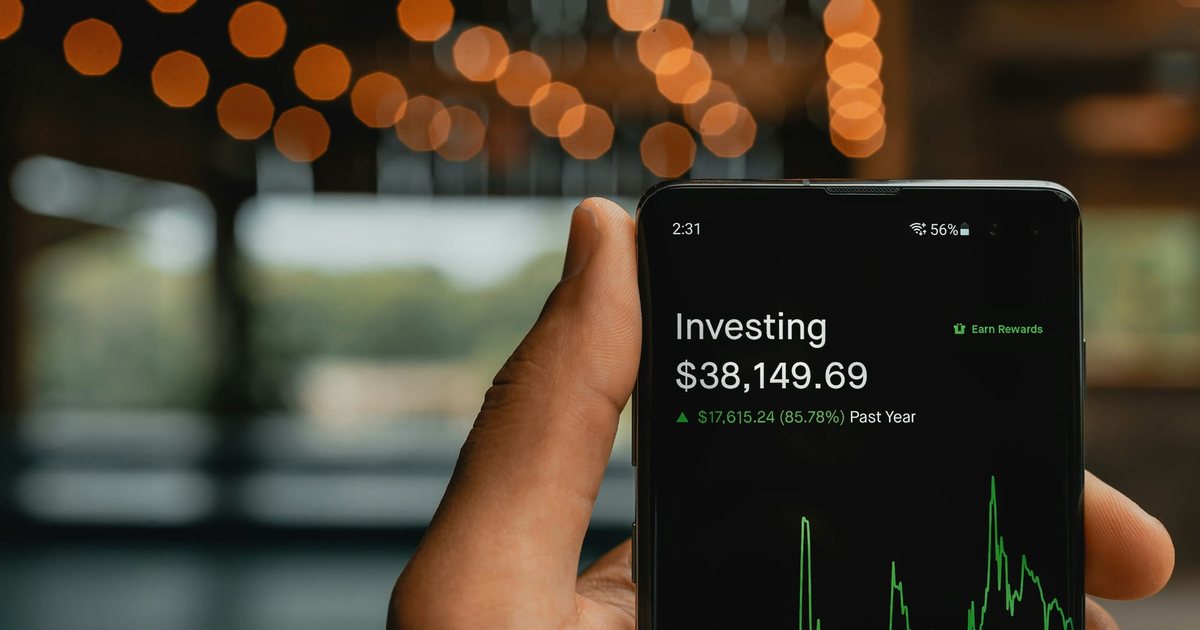 2:31 56%
Investing
Earn Rewards
$38,149.69
▲ $17,615.24 (85.78%) Past Year